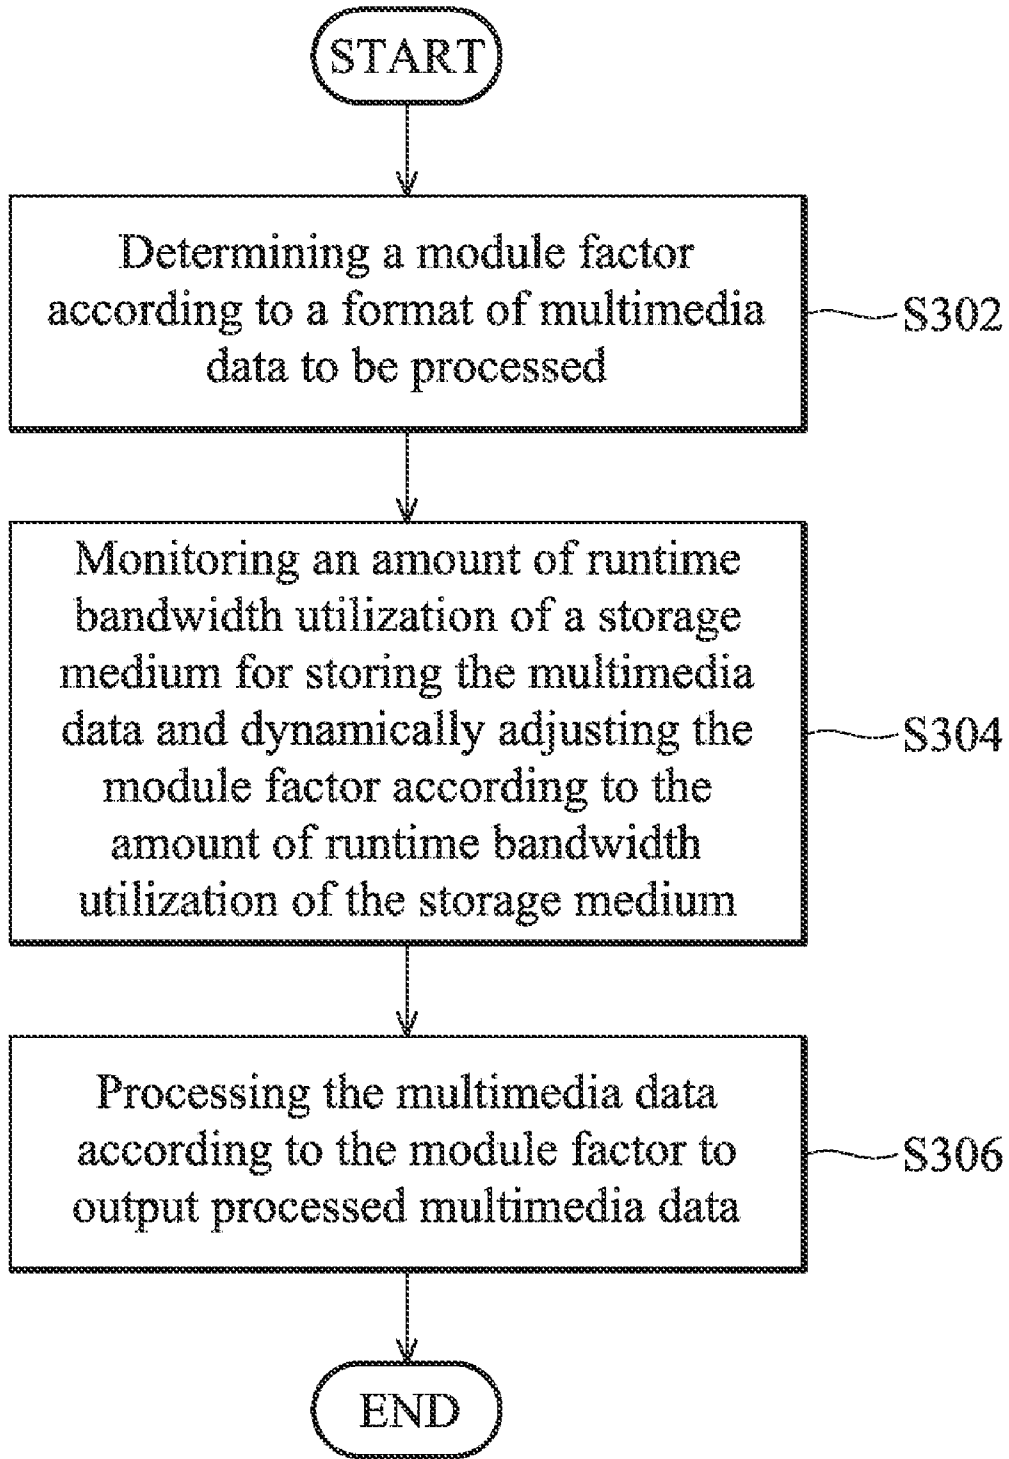 START
Determining a module factor
according to a format of multimedia
data to be processed
S302
Monitoring an amount of runtime
bandwidth utilization of a storage
medium for storing the multimedia
data and dynamically adjusting the
module factor according to the
amount of runtime bandwidth
utilization of the storage medium
S304
Processing the multimedia data
according to the module factor to
output processed multimedia data
S306
END